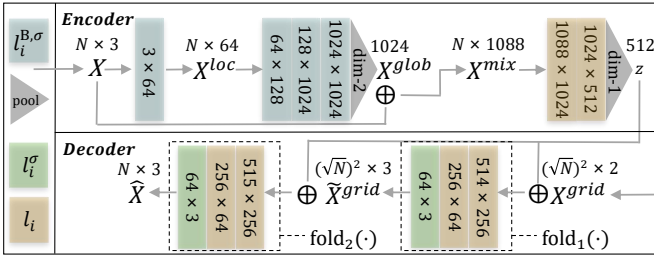 l_i^{B,σ}
pool
l_i^σ
l_i
Encoder
N × 3
X
3 × 64
N × 64
X^{loc}
64 × 128
128 × 1024
1024 × 1024
dim-2
1024
X^{glob}
⊕
N × 1088
X^{mix}
1088 × 1024
1024 × 512
dim-1
512
z
Decoder
N × 3
X̂
64 × 3
256 × 64
515 × 256
fold₂(·)
⊕
(√N)² × 3
X̃^{grid}
64 × 3
256 × 64
514 × 256
fold₁(·)
⊕
(√N)² × 2
X^{grid}